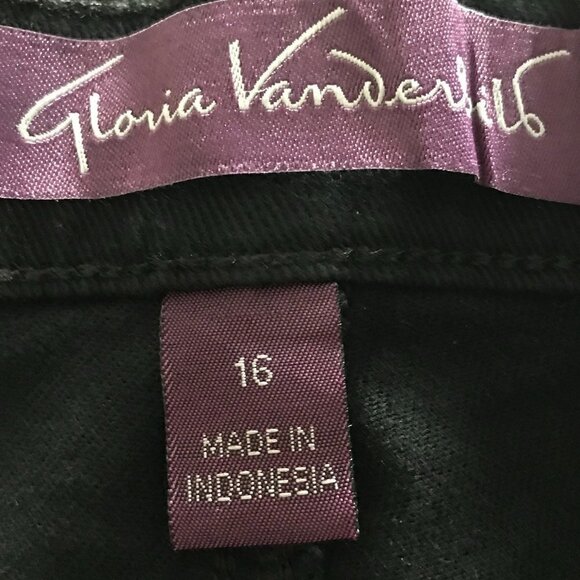 Gloria Vanderbilt
16
MADE IN
INDONESIA